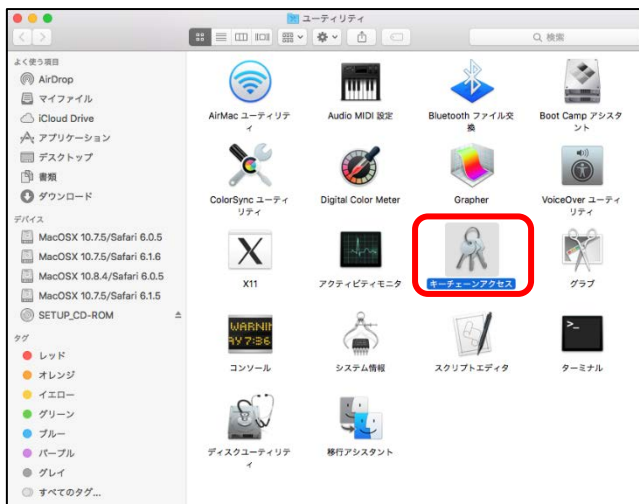 ユーティリティ
検索
よく使う項目
AirDrop
マイファイル
iCloud Drive
アプリケーション
デスクトップ
書類
ダウンロード
デバイス
MacOSX 10.7.5/Safari 6.0.5
MacOSX 10.7.5/Safari 6.1.6
MacOSX 10.8.4/Safari 6.0.5
MacOSX 10.7.5/Safari 6.1.5
SETUP_CD-ROM
タグ
レッド
オレンジ
イエロー
グリーン
ブルー
パープル
グレイ
すべてのタグ...
AirMac ユーティリテ
ィ
Audio MIDI 設定
Bluetooth ファイル交
換
Boot Camp アシスタ
ント
ColorSync ユーティ
リティ
Digital Color Meter
Grapher
VoiceOver ユーティ
リティ
X11
アクティビティモニタ
キーチェーンアクセス
グラブ
WARNIN
AY 7:36
コンソール
システム情報
スクリプトエディタ
ターミナル
ディスクユーティリテ
ィ
移行アシスタント